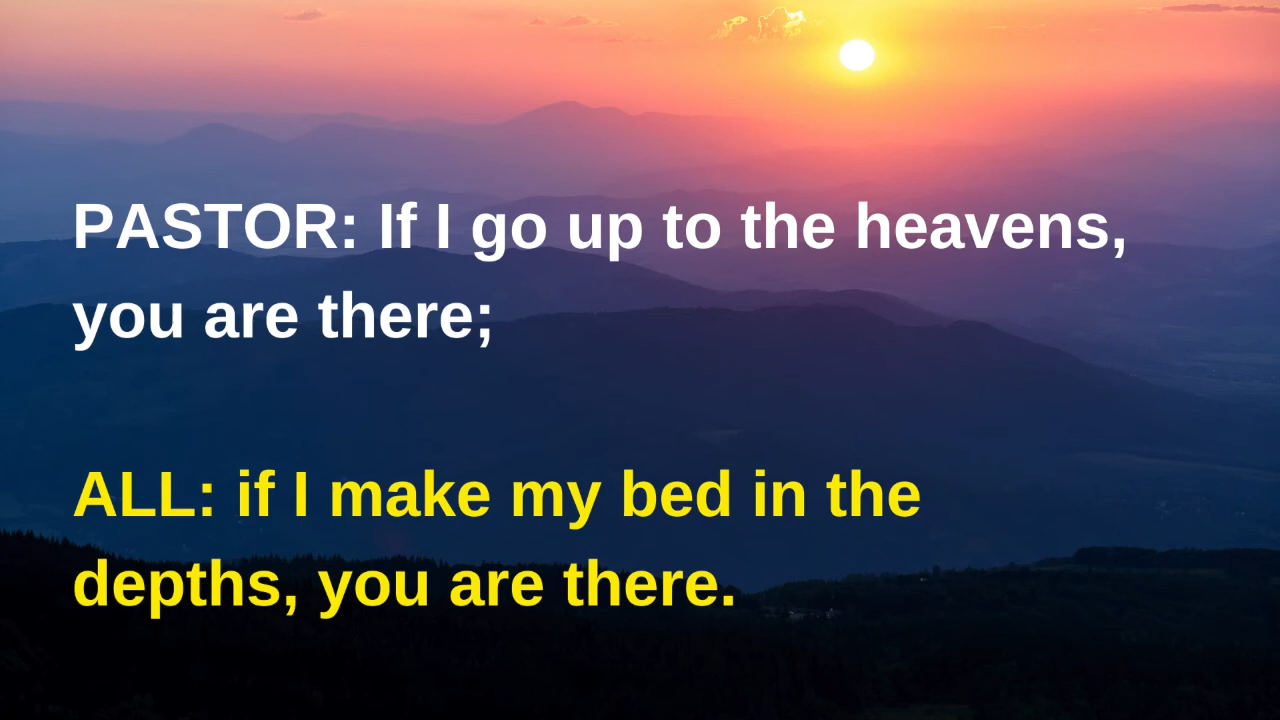 PASTOR: If I go up to the heavens,
you are there;
ALL: if I make my bed in the
depths, you are there.